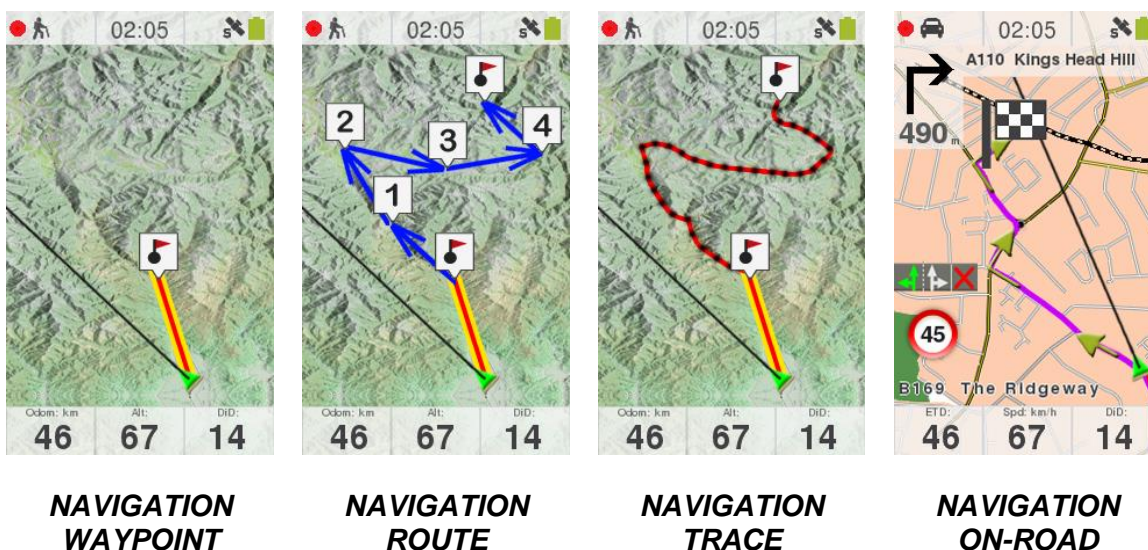 02:05
S
Odom: km Alt: DiD:
46 67 14
NAVIGATION
WAYPOINT
02:05
S
2
3
4
1
Odom: km Alt: DiD:
46 67 14
NAVIGATION
ROUTE
02:05
S
Odom: km Alt: DiD:
46 67 14
NAVIGATION
TRACE
02:05
S
A110 Kings Head Hill
490 m
45
B169 The Ridgeway
ETD: Spd: km/h DiD:
46 67 14
NAVIGATION
ON-ROAD